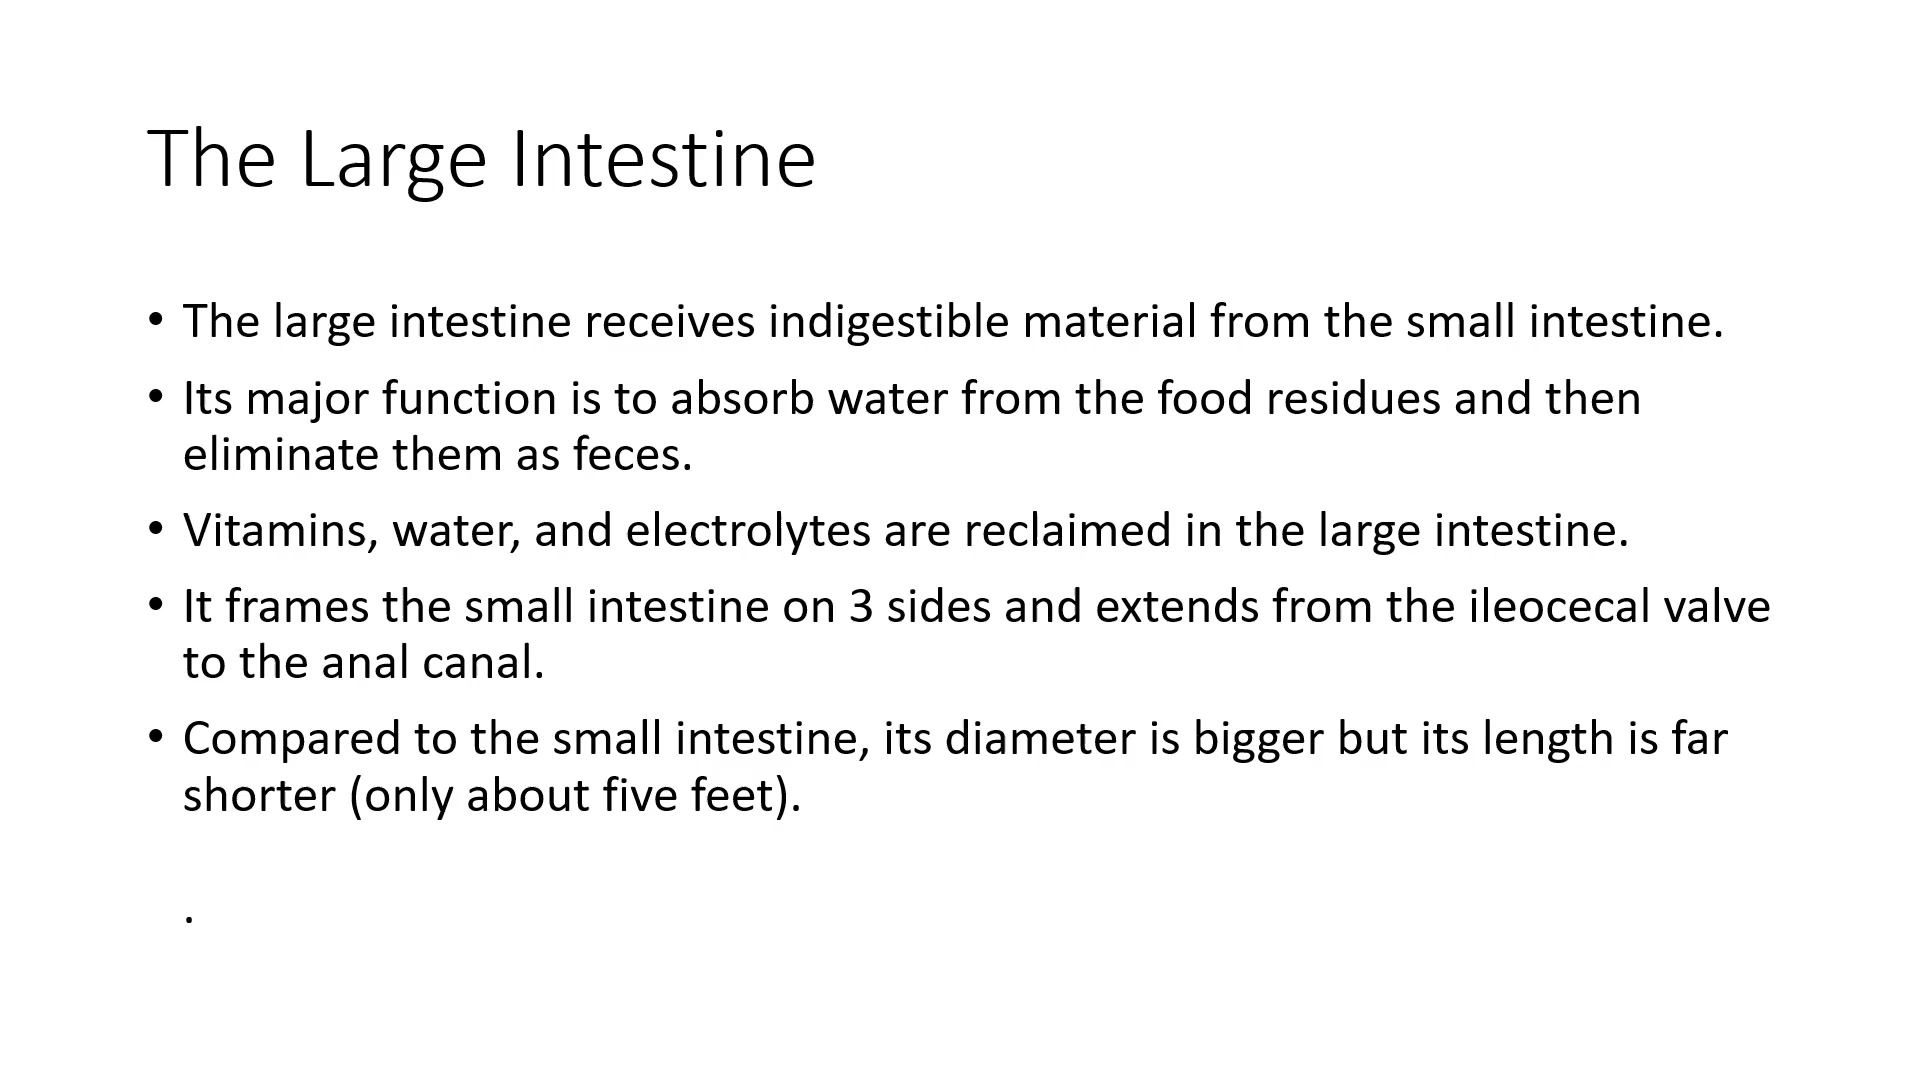 The Large Intestine
• The large intestine receives indigestible material from the small intestine.
• Its major function is to absorb water from the food residues and then
eliminate them as feces.
• Vitamins, water, and electrolytes are reclaimed in the large intestine.
• It frames the small intestine on 3 sides and extends from the ileocecal valve
to the anal canal.
• Compared to the small intestine, its diameter is bigger but its length is far
shorter (only about five feet).
.